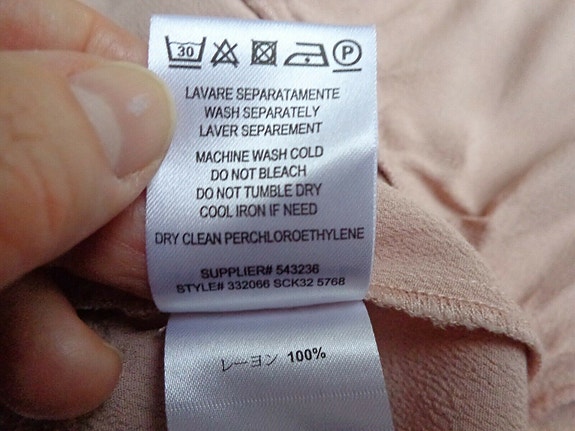 30 P
LAVARE SEPARATAMENTE
WASH SEPARATELY
LAVER SEPAREMENT
MACHINE WASH COLD
DO NOT BLEACH
DO NOT TUMBLE DRY
COOL IRON IF NEED
DRY CLEAN PERCHLOROETHYLENE
SUPPLIER# 543236
STYLE# 332066 SCK32 5768
レーヨン 100%